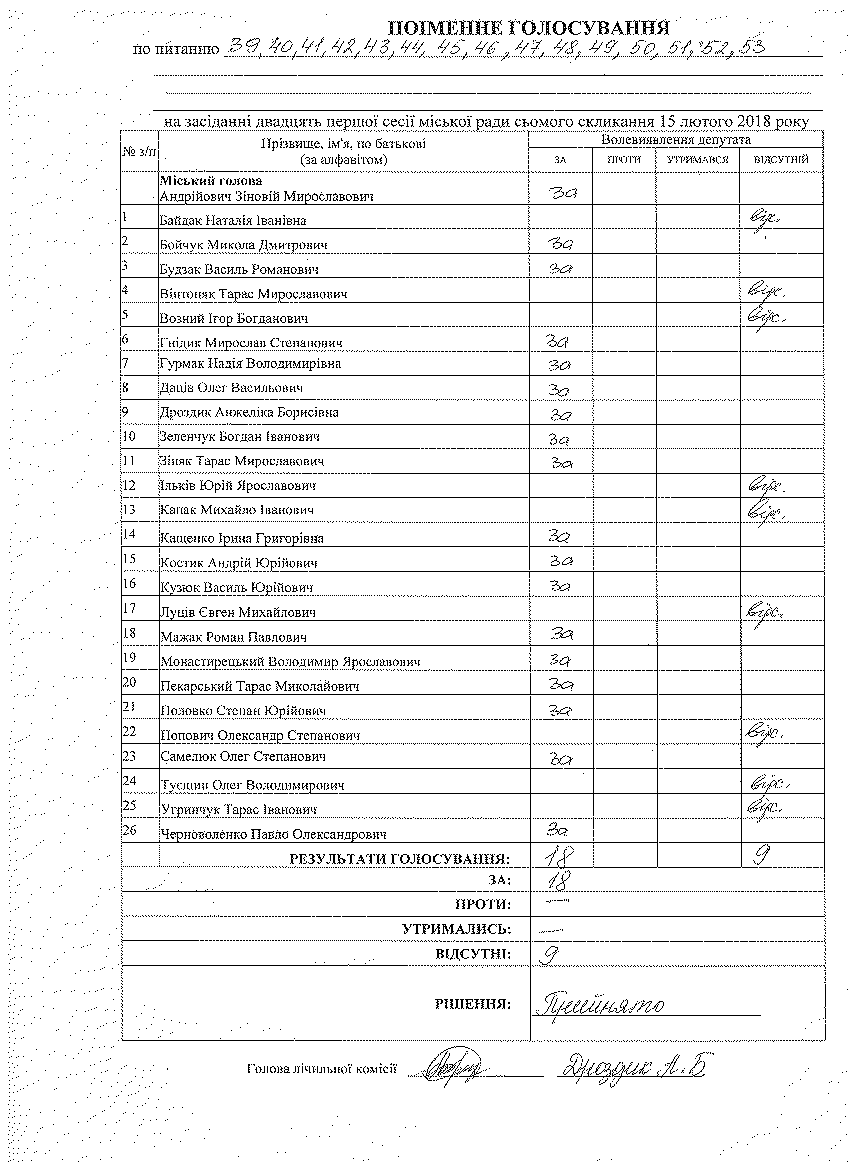 ПОІМЕННЕ ГОЛОСУВАННЯ
по питанню 39, 40, 41, 42, 43, 44, 45, 46, 47, 48, 49, 50, 51, 52, 53
на засіданні двадцять першої сесії міської ради сьомого скликання 15 лютого 2018 року
№ з/п Прізвище, ім'я, по батькові (за алфавітом) Волевиявлення депутата
ЗА ПРОТИ УТРИМАВСЯ ВІДСУТНІЙ
Міський голова
Андрійович Зіновій Мирославович За
1 Байдак Наталія Іванівна відс.
2 Бойчук Микола Дмитрович За
3 Будзак Василь Романович За
4 Вінтоняк Тарас Мирославович відс.
5 Возний Ігор Богданович відс.
6 Гнідик Мирослав Степанович За
7 Гурмак Надія Володимирівна За
8 Даців Олег Васильович За
9 Дроздик Анжеліка Борисівна За
10 Зеленчук Богдан Іванович За
11 Зіняк Тарас Мирославович За
12 Ільків Юрій Ярославович відс.
13 Капак Михайло Іванович відс.
14 Кащенко Ірина Григорівна За
15 Костик Андрій Юрійович За
16 Кузюк Василь Юрійович За
17 Луців Євген Михайлович відс.
18 Мажак Роман Павлович За
19 Монастирецький Володимир Ярославович За
20 Пекарський Тарас Миколайович За
21 Половко Степан Юрійович За
22 Попович Олександр Степанович відс.
23 Самелюк Олег Степанович За
24 Олег Володимирович відс.
25 Угринчук Тарас Іванович відс.
26 Черноволенко Павло Олександрович За
РЕЗУЛЬТАТИ ГОЛОСУВАННЯ: 18 9
ЗА: 18
ПРОТИ: —
УТРИМАЛИСЬ: —
ВІДСУТНІ: 9
РІШЕННЯ: Прийнято
Голова лічильної комісії Дроздик А.Б